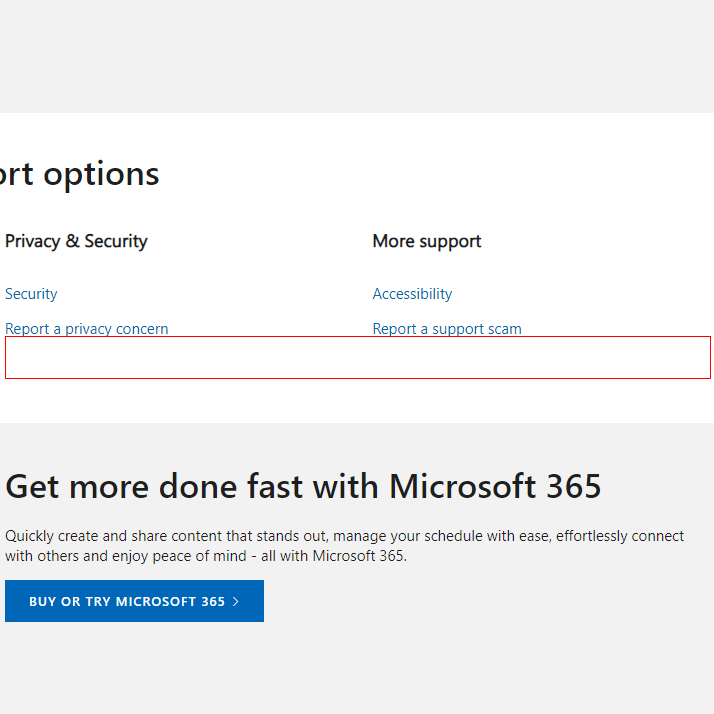 options
Privacy & Security
More support
Security
Accessibility
Report a privacy concern
Report a support scam
Get more done fast with Microsoft 365
Quickly create and share content that stands out, manage your schedule with ease, effortlessly connect
with others and enjoy peace of mind - all with Microsoft 365.
BUY OR TRY MICROSOFT 365 >